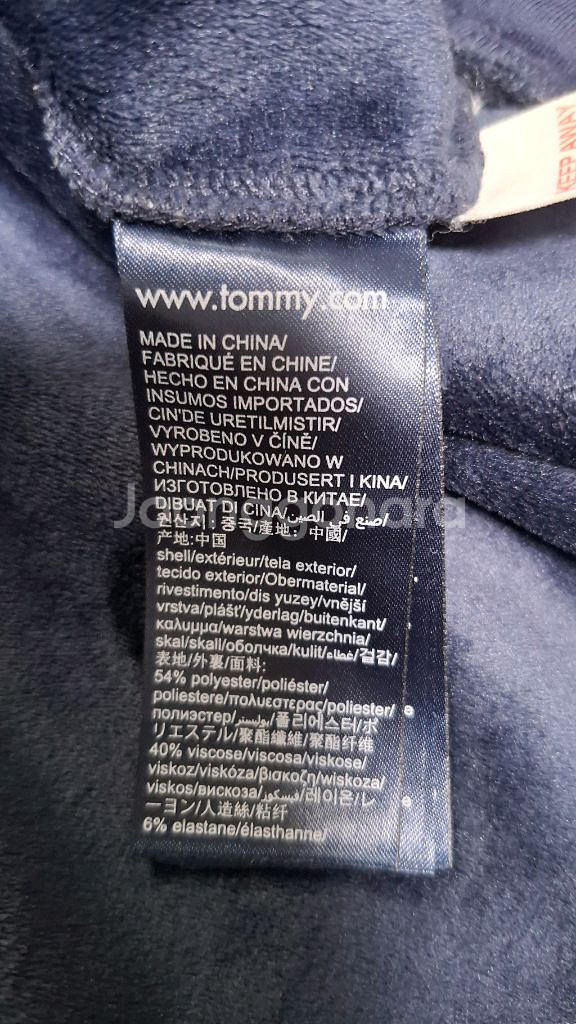 KEEP AWAY
www.tommy.com
MADE IN CHINA/
FABRIQUÉ EN CHINE/
HECHO EN CHINA CON
INSUMOS IMPORTADOS/
CIN'DE URETILMISTIR/
VYROBENO V ČÍNĚ/
WYPRODUKOWANO W
CHINACH/PRODUSERT I KINA/
ИЗГОТОВЛЕНО В КИТАЕ/
DIBUAT DI CINA/صنع في الصين/
원산지: 중국/產地: 中國/
产地:中国
shell/extérieur/tela exterior/
tecido exterior/Obermaterial/
rivestimento/dis yuzey/vnější
vrstva/plášť/yderlag/buitenkant/
καλυμμα/warstwa wierzchnia/
skal/skall/оболочка/kulit/غطاء/겉감/
表地/外裏/面料:
54% polyester/poliéster/
poliestere/πολυεστερας/poliester/
полиэстер/بوليستر/폴리에스터/ポ
リエステル/聚酯纖維/聚酯纤维
40% viscose/viscosa/viskose/
viskoz/viskóza/βισκοζη/wiskoza/
viskos/вискоза/فيسكوز/레이온/レ
ーヨン/人造絲/粘纤
6% elastane/élasthanne/